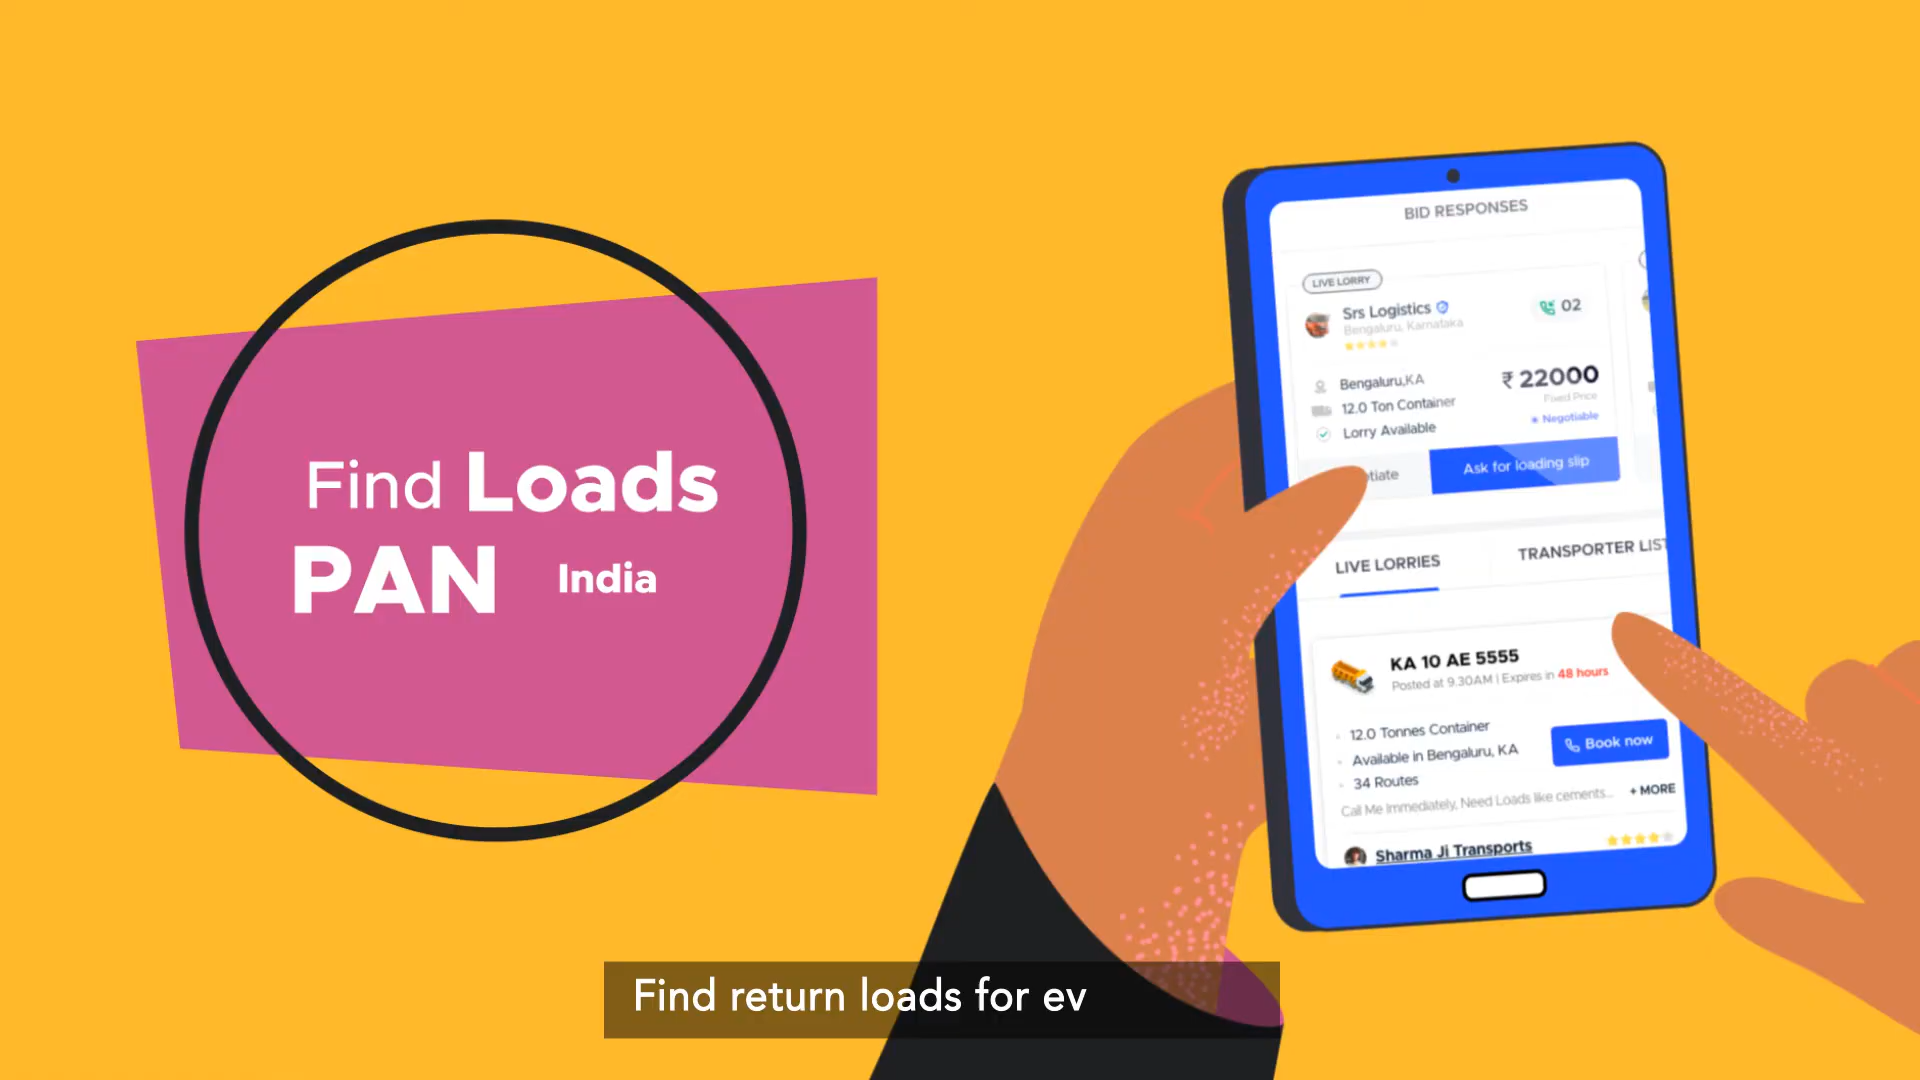 Find Loads
PAN India
BID RESPONSES
LIVE LORRY
Srs Logistics
02
Bengaluru, Karnataka
Bengaluru,KA
₹ 22000
12.0 Ton Container
Fixed Price
Negotiable
Lorry Available
tiate
Ask for loading slip
LIVE LORRIES
TRANSPORTER LIST
KA 10 AE 5555
Posted at 9.30AM | Expires in 48 hours
12.0 Tonnes Container
Available in Bengaluru, KA
Book now
34 Routes
Call Me Immediately, Need Loads like cements...
+ MORE
Sharma Ji Transports
Find return loads for ev